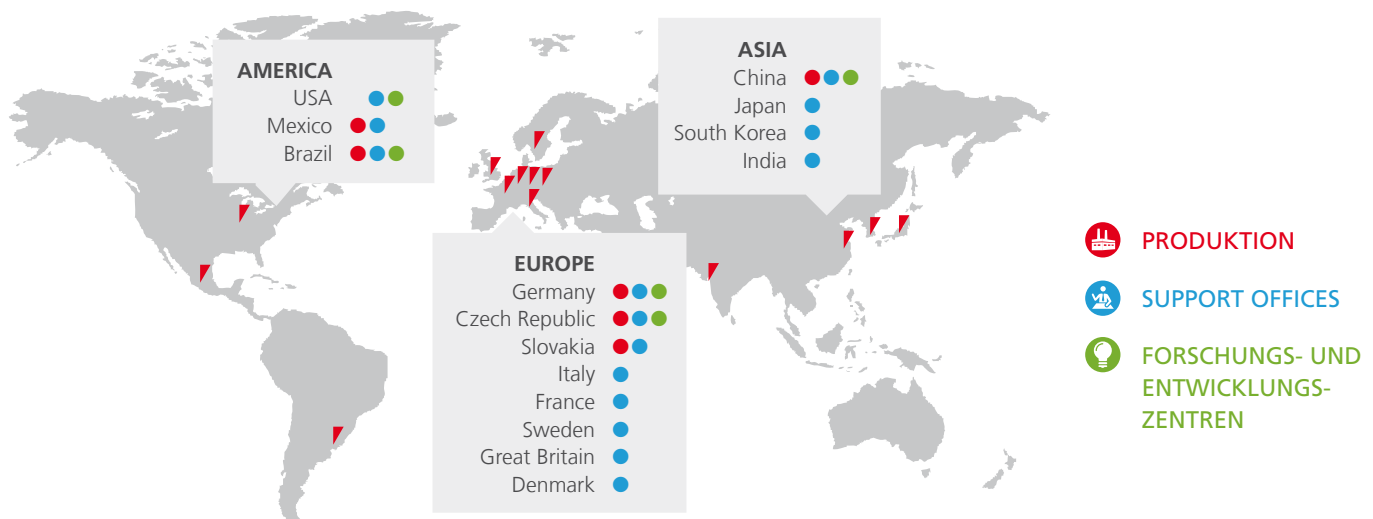 AMERICA
USA
Mexico
Brazil
EUROPE
Germany
Czech Republic
Slovakia
Italy
France
Sweden
Great Britain
Denmark
ASIA
China
Japan
South Korea
India
PRODUKTION
SUPPORT OFFICES
FORSCHUNGS- UND
ENTWICKLUNGS-
ZENTREN